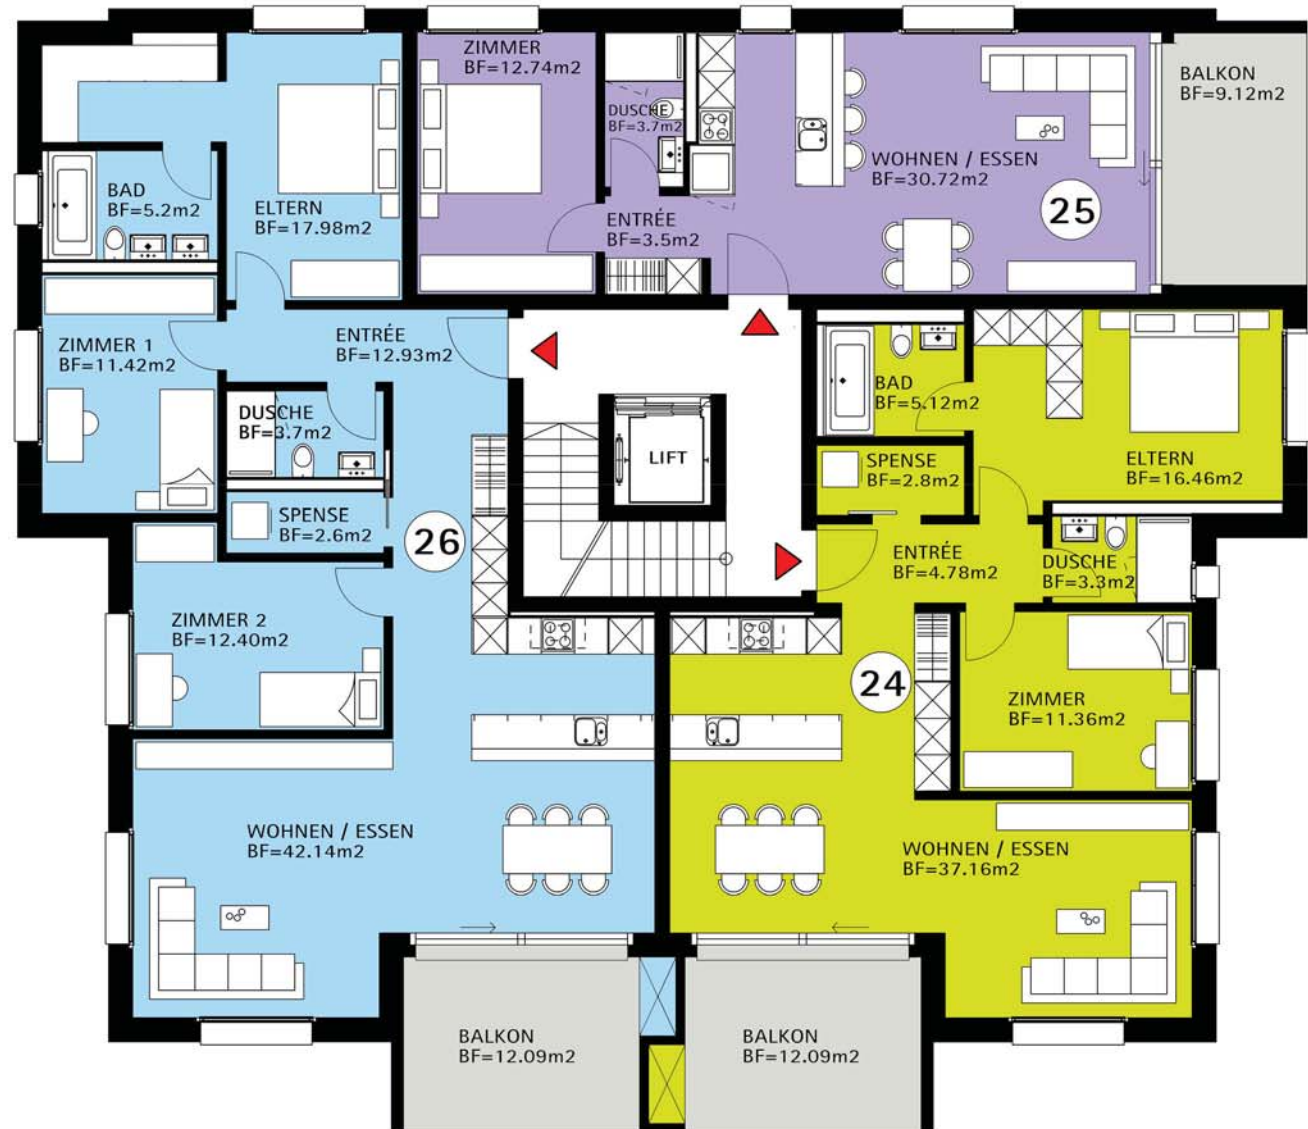 ZIMMER
BF=12.74m2
DUSCHE
BF=3.7m2
BALKON
BF=9.12m2
WOHNEN / ESSEN
BF=30.72m2
25
ENTRÉE
BF=3.5m2
BAD
BF=5.2m2
ELTERN
BF=17.98m2
ZIMMER 1
BF=11.42m2
ENTRÉE
BF=12.93m2
DUSCHE
BF=3.7m2
SPENSE
BF=2.6m2
26
ZIMMER 2
BF=12.40m2
WOHNEN / ESSEN
BF=42.14m2
BALKON
BF=12.09m2
LIFT
BAD
BF=5.12m2
SPENSE
BF=2.8m2
ELTERN
BF=16.46m2
ENTRÉE
BF=4.78m2
DUSCHE
BF=3.3m2
24
ZIMMER
BF=11.36m2
WOHNEN / ESSEN
BF=37.16m2
BALKON
BF=12.09m2